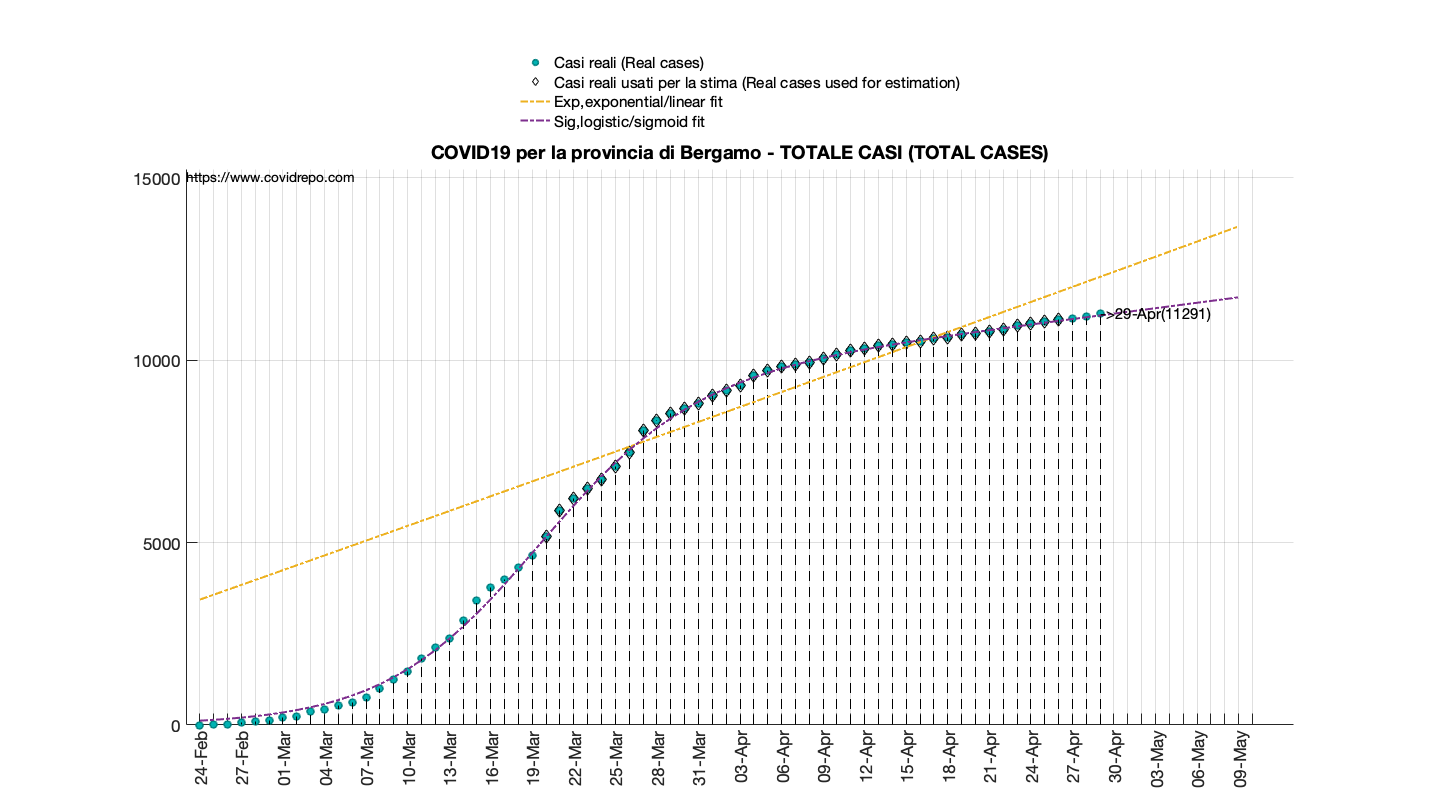 Casi reali (Real cases)
Casi reali usati per la stima (Real cases used for estimation)
Exp,exponential/linear fit
Sig,logistic/sigmoid fit
COVID19 per la provincia di Bergamo - TOTALE CASI (TOTAL CASES)
15000
https://www.covidrepo.com
>29-Apr(11291)
10000
5000
0
24-Feb
27-Feb
01-Mar
04-Mar
07-Mar
10-Mar
13-Mar
16-Mar
19-Mar
22-Mar
25-Mar
28-Mar
31-Mar
03-Apr
06-Apr
09-Apr
12-Apr
15-Apr
18-Apr
21-Apr
24-Apr
27-Apr
30-Apr
03-May
06-May
09-May